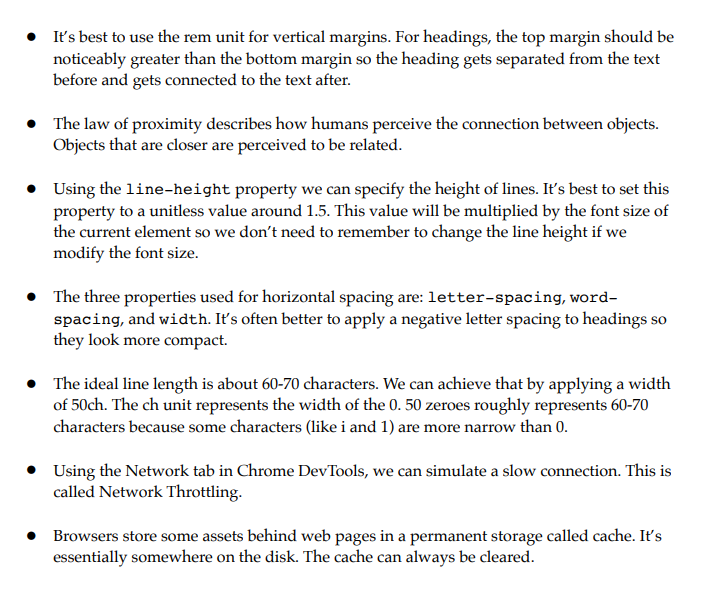 ● It’s best to use the rem unit for vertical margins. For headings, the top margin should be
noticeably greater than the bottom margin so the heading gets separated from the text
before and gets connected to the text after.
● The law of proximity describes how humans perceive the connection between objects.
Objects that are closer are perceived to be related.
● Using the line-height property we can specify the height of lines. It’s best to set this
property to a unitless value around 1.5. This value will be multiplied by the font size of
the current element so we don’t need to remember to change the line height if we
modify the font size.
● The three properties used for horizontal spacing are: letter-spacing, word-
spacing, and width. It’s often better to apply a negative letter spacing to headings so
they look more compact.
● The ideal line length is about 60-70 characters. We can achieve that by applying a width
of 50ch. The ch unit represents the width of the 0. 50 zeroes roughly represents 60-70
characters because some characters (like i and 1) are more narrow than 0.
● Using the Network tab in Chrome DevTools, we can simulate a slow connection. This is
called Network Throttling.
● Browsers store some assets behind web pages in a permanent storage called cache. It’s
essentially somewhere on the disk. The cache can always be cleared.